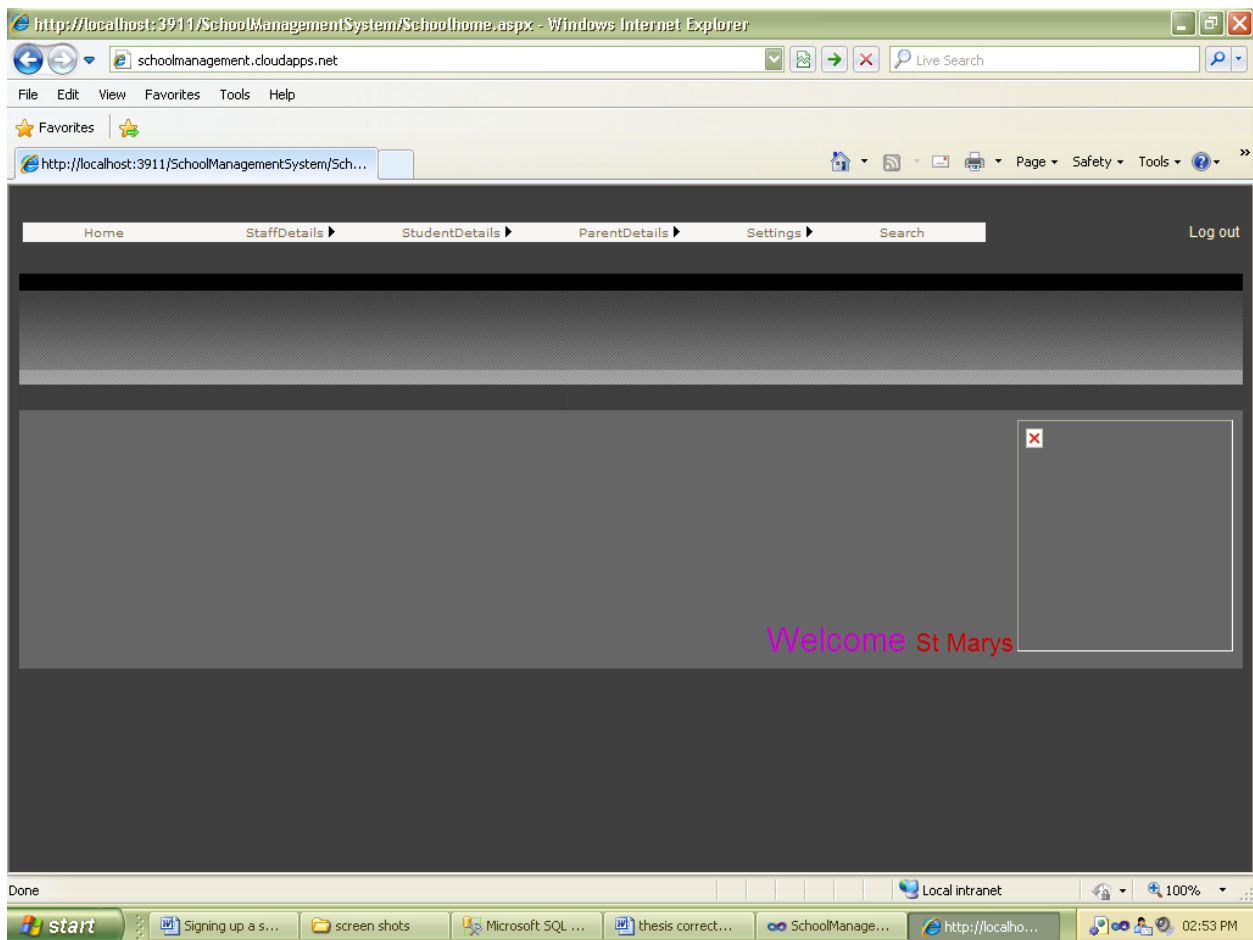 http://localhost:3911/SchoolManagementSystem/Schoolhome.aspx - Windows Internet Explorer
schoolmanagement.cloudapps.net Live Search
File Edit View Favorites Tools Help
Favorites
http://localhost:3911/SchoolManagementSystem/Sch... Page Safety Tools
Home StaffDetails StudentDetails ParentDetails Settings Search Log out
Welcome St Marys
Done Local intranet 100%
start Signing up a s... screen shots Microsoft SQL ... thesis correct... SchoolManage... http://localho... 02:53 PM